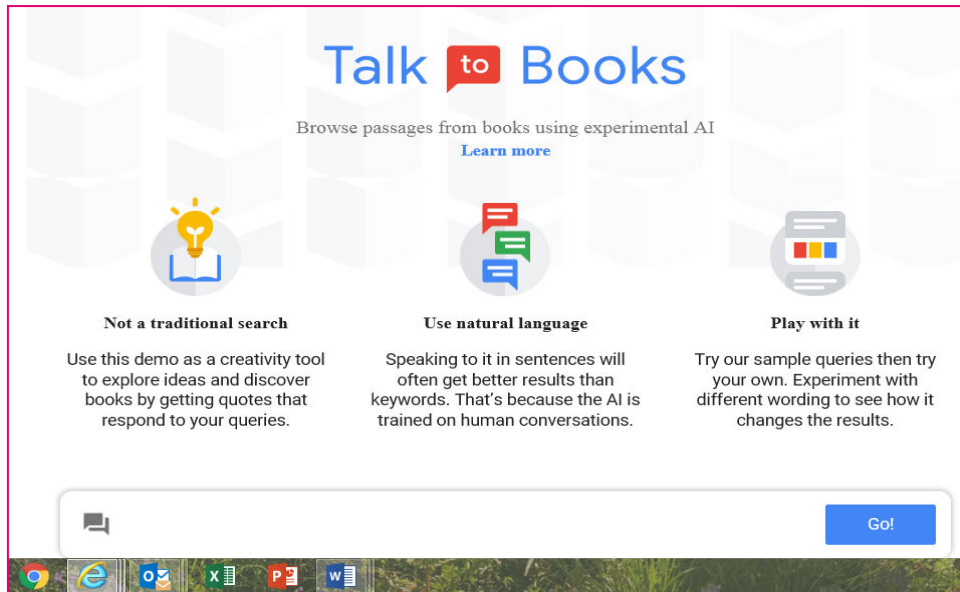 Talk to Books
Browse passages from books using experimental AI
Learn more
Not a traditional search
Use this demo as a creativity tool
to explore ideas and discover
books by getting quotes that
respond to your queries.
Use natural language
Speaking to it in sentences will
often get better results than
keywords. That's because the AI is
trained on human conversations.
Play with it
Try our sample queries then try
your own. Experiment with
different wording to see how it
changes the results.
Go!